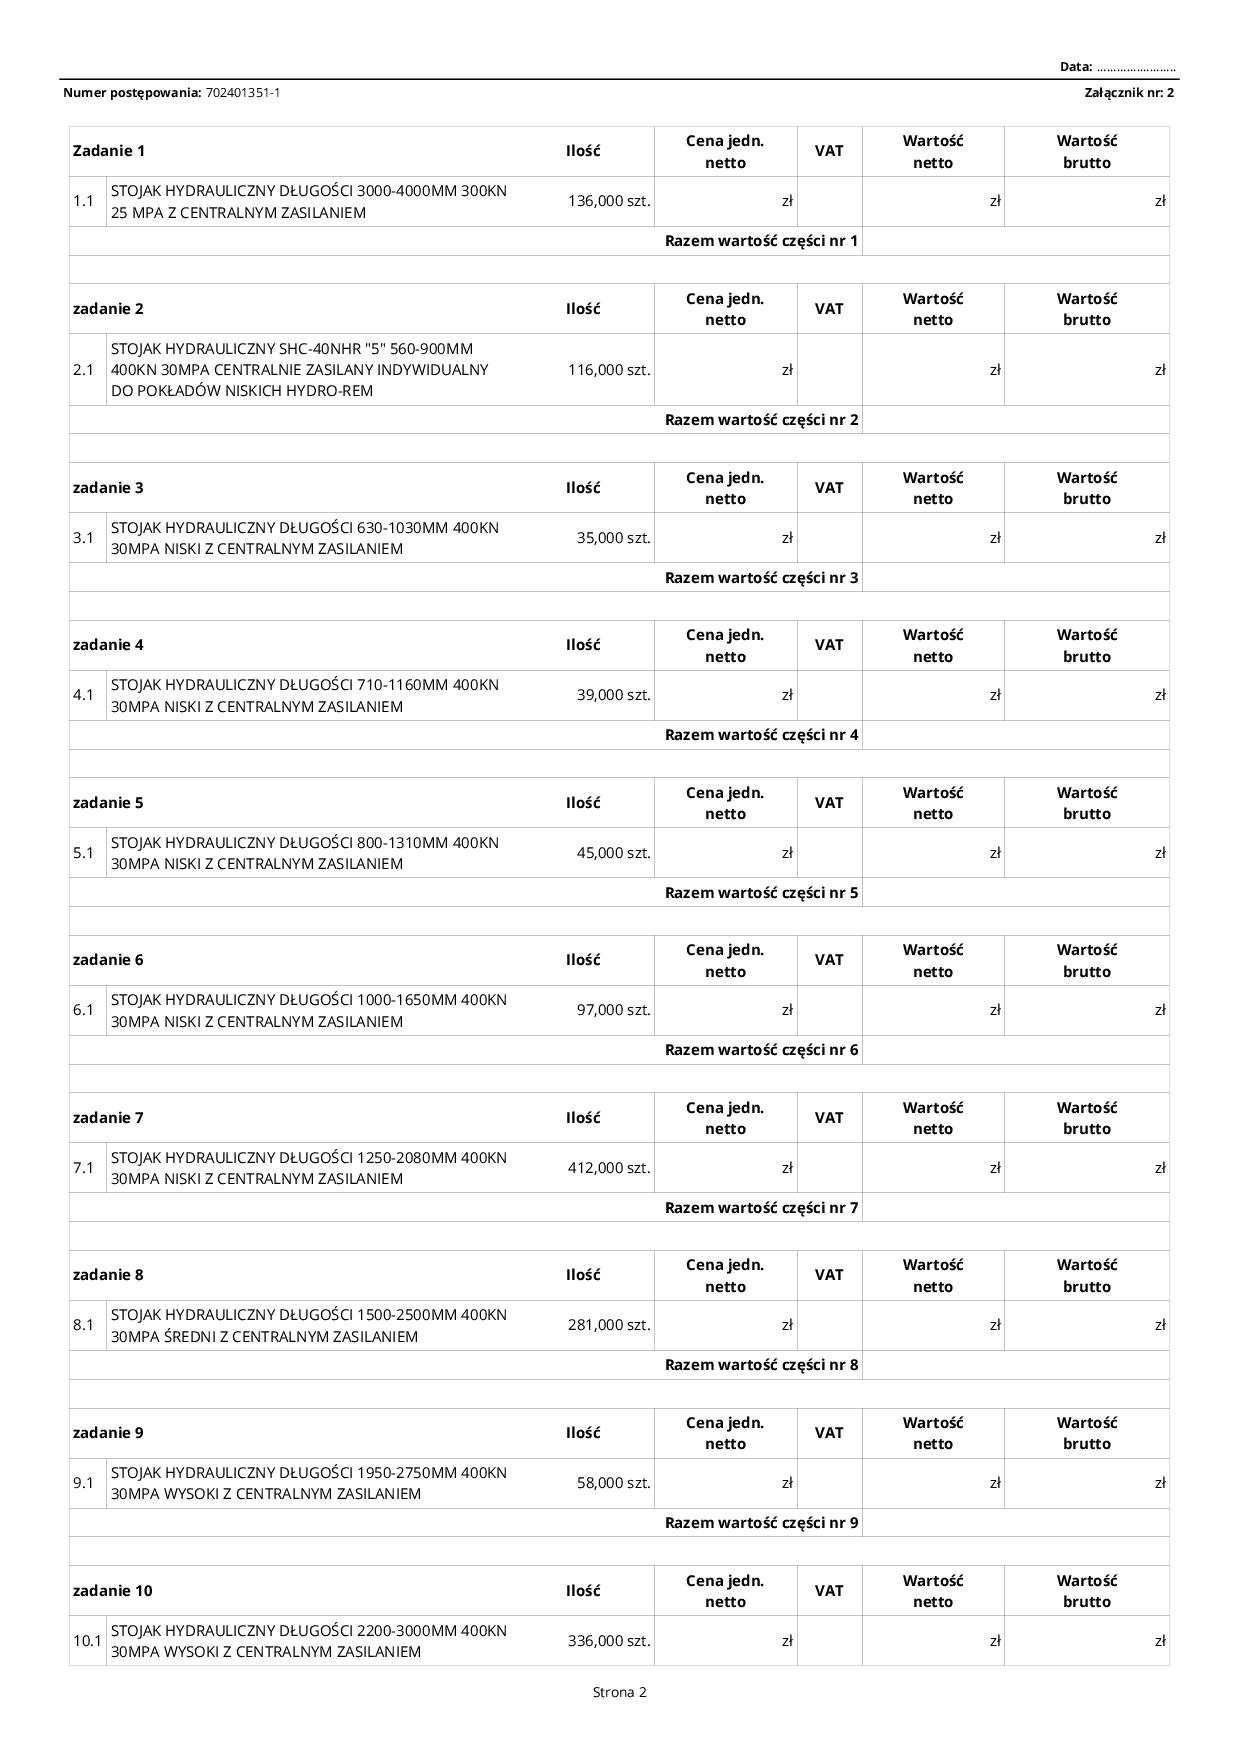 Data: ........................
Numer postępowania: 702401351-1 Załącznik nr: 2
Zadanie 1 Ilość Cena jedn. netto VAT Wartość netto Wartość brutto
1.1 STOJAK HYDRAULICZNY DŁUGOŚCI 3000-4000MM 300KN
25 MPA Z CENTRALNYM ZASILANIEM 136,000 szt. zł zł zł
Razem wartość części nr 1
zadanie 2 Ilość Cena jedn. netto VAT Wartość netto Wartość brutto
2.1 STOJAK HYDRAULICZNY SHC-40NHR "5" 560-900MM
400KN 30MPA CENTRALNIE ZASILANY INDYWIDUALNY
DO POKŁADÓW NISKICH HYDRO-REM 116,000 szt. zł zł zł
Razem wartość części nr 2
zadanie 3 Ilość Cena jedn. netto VAT Wartość netto Wartość brutto
3.1 STOJAK HYDRAULICZNY DŁUGOŚCI 630-1030MM 400KN
30MPA NISKI Z CENTRALNYM ZASILANIEM 35,000 szt. zł zł zł
Razem wartość części nr 3
zadanie 4 Ilość Cena jedn. netto VAT Wartość netto Wartość brutto
4.1 STOJAK HYDRAULICZNY DŁUGOŚCI 710-1160MM 400KN
30MPA NISKI Z CENTRALNYM ZASILANIEM 39,000 szt. zł zł zł
Razem wartość części nr 4
zadanie 5 Ilość Cena jedn. netto VAT Wartość netto Wartość brutto
5.1 STOJAK HYDRAULICZNY DŁUGOŚCI 800-1310MM 400KN
30MPA NISKI Z CENTRALNYM ZASILANIEM 45,000 szt. zł zł zł
Razem wartość części nr 5
zadanie 6 Ilość Cena jedn. netto VAT Wartość netto Wartość brutto
6.1 STOJAK HYDRAULICZNY DŁUGOŚCI 1000-1650MM 400KN
30MPA NISKI Z CENTRALNYM ZASILANIEM 97,000 szt. zł zł zł
Razem wartość części nr 6
zadanie 7 Ilość Cena jedn. netto VAT Wartość netto Wartość brutto
7.1 STOJAK HYDRAULICZNY DŁUGOŚCI 1250-2080MM 400KN
30MPA NISKI Z CENTRALNYM ZASILANIEM 412,000 szt. zł zł zł
Razem wartość części nr 7
zadanie 8 Ilość Cena jedn. netto VAT Wartość netto Wartość brutto
8.1 STOJAK HYDRAULICZNY DŁUGOŚCI 1500-2500MM 400KN
30MPA ŚREDNI Z CENTRALNYM ZASILANIEM 281,000 szt. zł zł zł
Razem wartość części nr 8
zadanie 9 Ilość Cena jedn. netto VAT Wartość netto Wartość brutto
9.1 STOJAK HYDRAULICZNY DŁUGOŚCI 1950-2750MM 400KN
30MPA WYSOKI Z CENTRALNYM ZASILANIEM 58,000 szt. zł zł zł
Razem wartość części nr 9
zadanie 10 Ilość Cena jedn. netto VAT Wartość netto Wartość brutto
10.1 STOJAK HYDRAULICZNY DŁUGOŚCI 2200-3000MM 400KN
30MPA WYSOKI Z CENTRALNYM ZASILANIEM 336,000 szt. zł zł zł
Strona 2